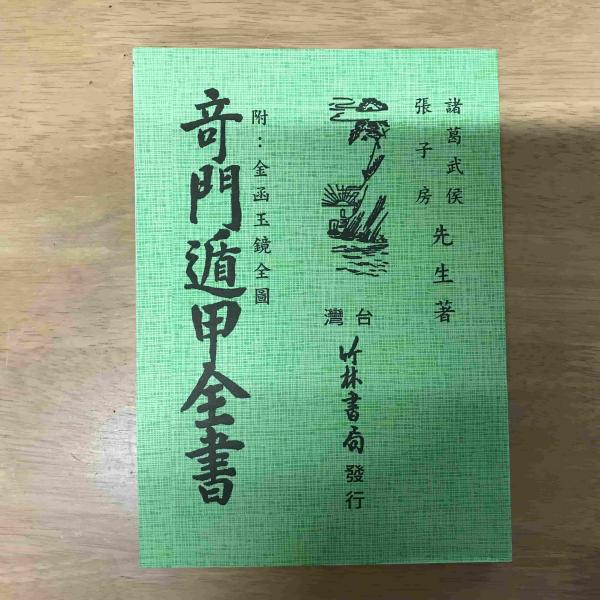 諸葛武侯
張子房
先生著
台灣
竹林書局發行
附：金函玉鏡全圖
奇門遁甲全書